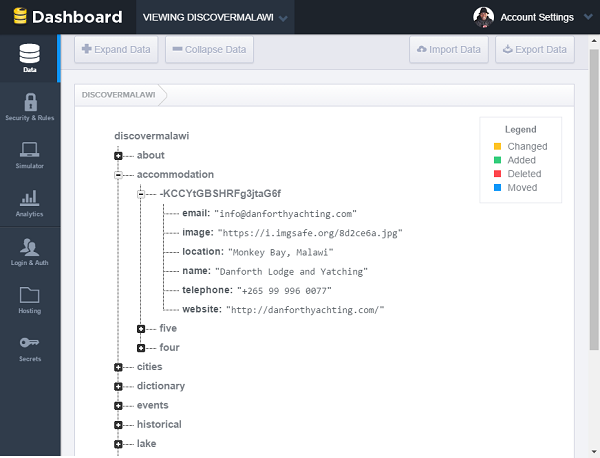 Dashboard
VIEWING DISCOVERMALAWI
Account Settings
Data
Security & Rules
Simulator
Analytics
Login & Auth
Hosting
Secrets
Expand Data
Collapse Data
Import Data
Export Data
DISCOVERMALAWI
Legend
Changed
Added
Deleted
Moved
discovermalawi
about
accommodation
-KCCYtGBSHRFg3jtaG6f
email: "info@danforthyachting.com"
image: "https://i.imgsafe.org/8d2ce6a.jpg"
location: "Monkey Bay, Malawi"
name: "Danforth Lodge and Yatching"
telephone: "+265 99 996 0077"
website: "http://danforthyachting.com/"
five
four
cities
dictionary
events
historical
lake